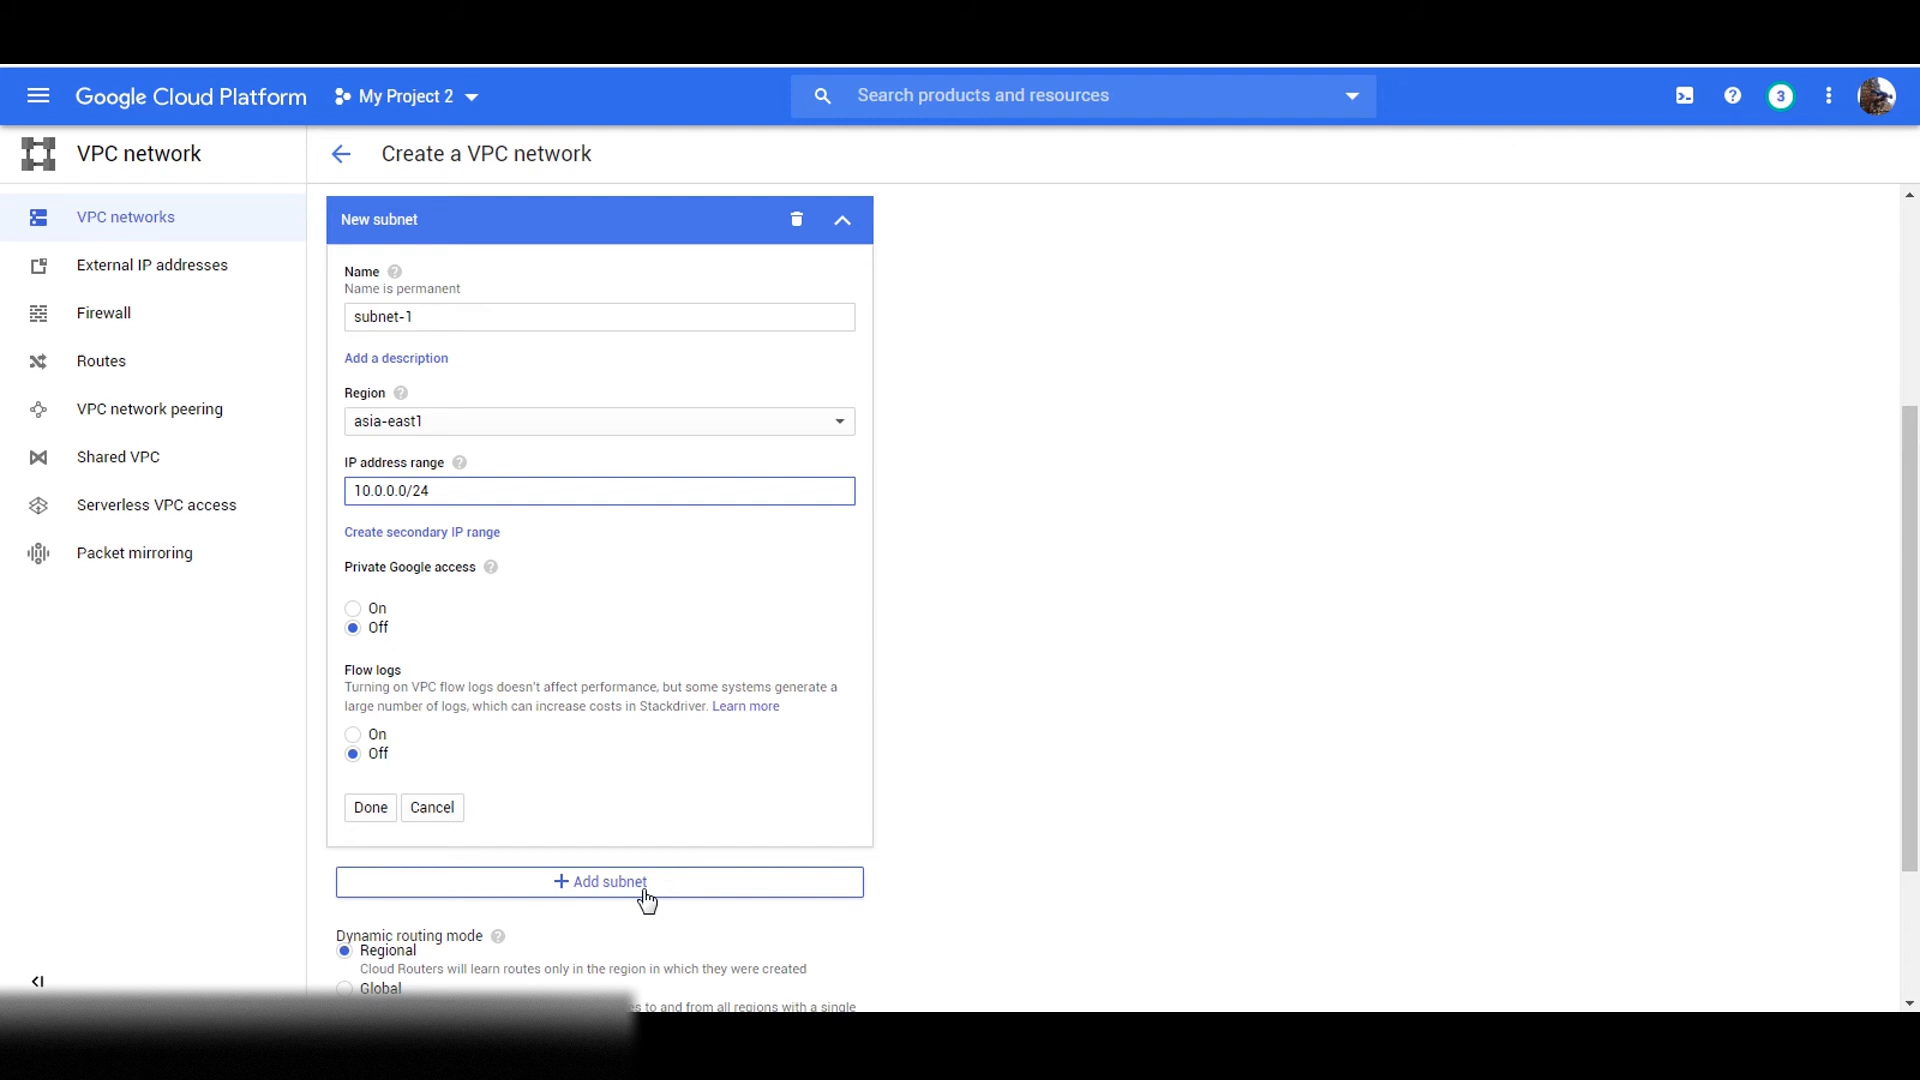 Google Cloud Platform
My Project 2
Search products and resources
3
VPC network
Create a VPC network
VPC networks
External IP addresses
Firewall
Routes
VPC network peering
Shared VPC
Serverless VPC access
Packet mirroring
New subnet
Name
Name is permanent
subnet-1
Add a description
Region
asia-east1
IP address range
10.0.0.0/24
Create secondary IP range
Private Google access
On
Off
Flow logs
Turning on VPC flow logs doesn't affect performance, but some systems generate a
large number of logs, which can increase costs in Stackdriver. Learn more
On
Off
Done Cancel
+ Add subnet
Dynamic routing mode
Regional
Cloud Routers will learn routes only in the region in which they were created
Global
to and from all regions with a single